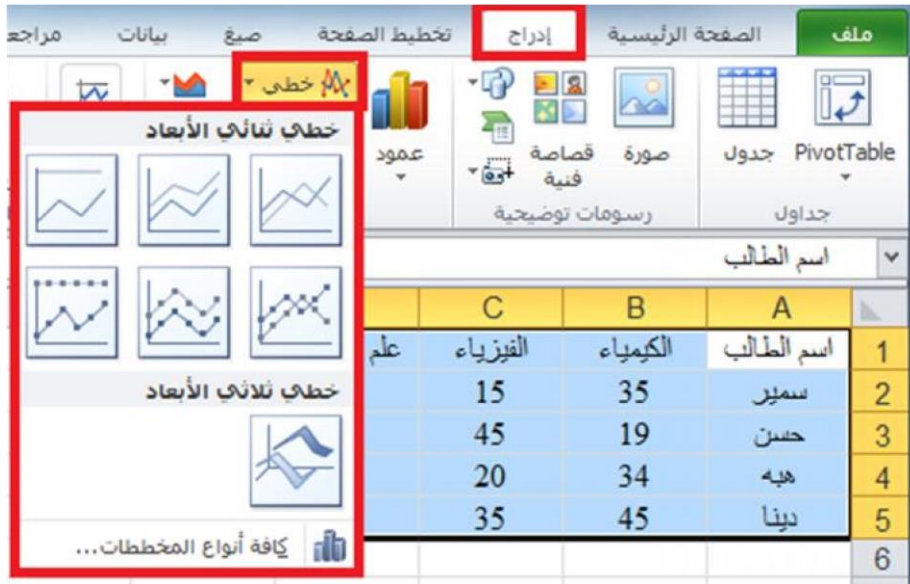 ملف الصفحة الرئيسية إدراج تخطيط الصفحة صيغ بيانات
PivotTable جدول صورة قصاصة فنية عمود خطي
جداول رسومات توضيحية
خطي ثنائي الأبعاد
خطي ثلاثي الأبعاد
كافة أنواع المخططات...
اسم الطالب
A B C
1 اسم الطالب الكيمياء الفيزياء علم
2 سمير 35 15
3 حسن 19 45
4 هبه 34 20
5 دينا 45 35
6